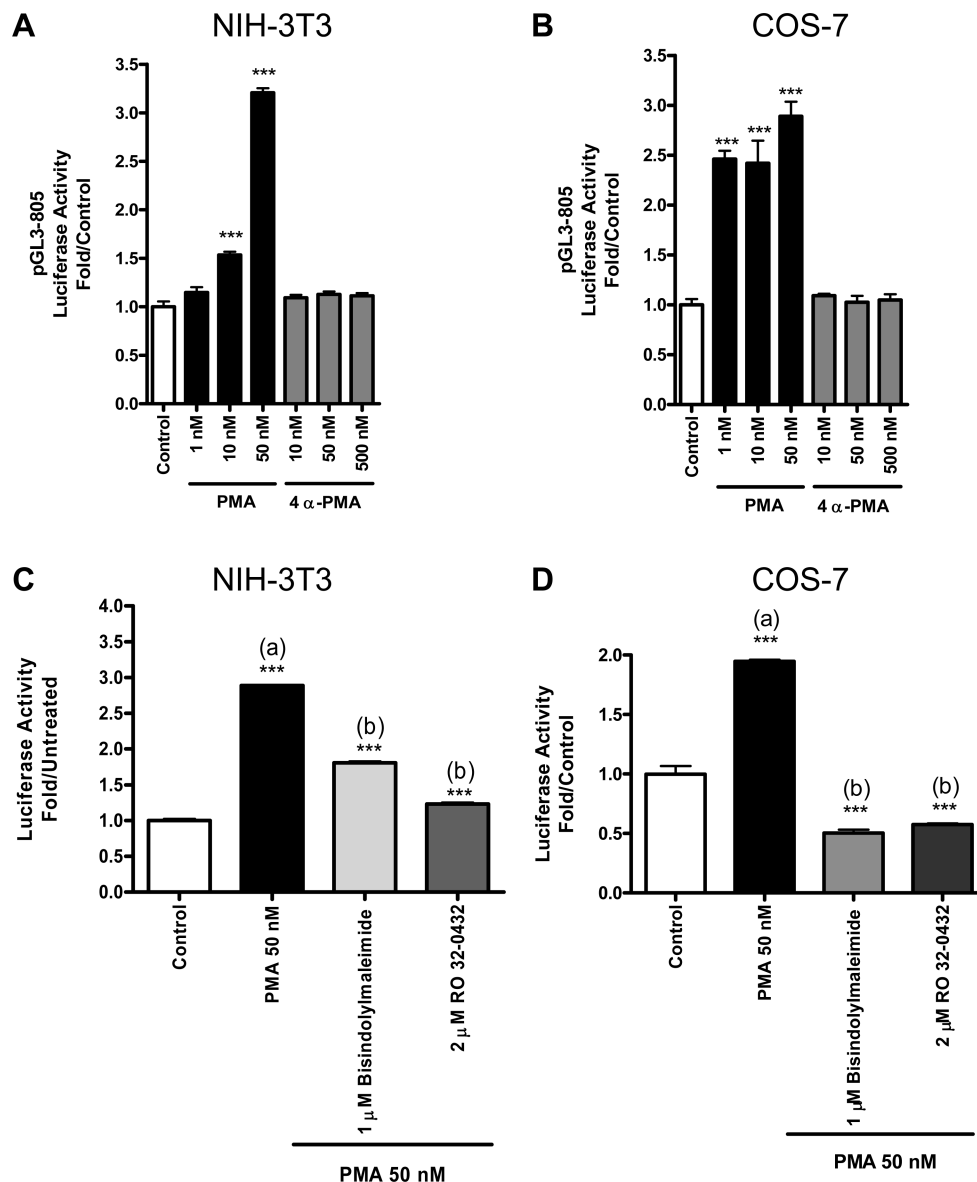 A
NIH-3T3
pGL3-805
Luciferase Activity
Fold/Control
3.5
3.0
2.5
2.0
1.5
1.0
0.5
0.0
***
***
Control
1 nM
10 nM
50 nM
10 nM
50 nM
500 nM
PMA
4 α-PMA
B
COS-7
pGL3-805
Luciferase Activity
Fold/Control
3.5
3.0
2.5
2.0
1.5
1.0
0.5
0.0
***
***
***
Control
1 nM
10 nM
50 nM
10 nM
50 nM
500 nM
PMA
4 α-PMA
C
NIH-3T3
Luciferase Activity
Fold/Untreated
4.0
3.5
3.0
2.5
2.0
1.5
1.0
0.5
0.0
(a)
***
(b)
***
(b)
***
Control
PMA 50 nM
1 μM Bisindolylmaleimide
2 μM RO 32-0432
PMA 50 nM
D
COS-7
Luciferase Activity
Fold/Control
2.0
1.5
1.0
0.5
0.0
(a)
***
(b)
***
(b)
***
Control
PMA 50 nM
1 μM Bisindolylmaleimide
2 μM RO 32-0432
PMA 50 nM